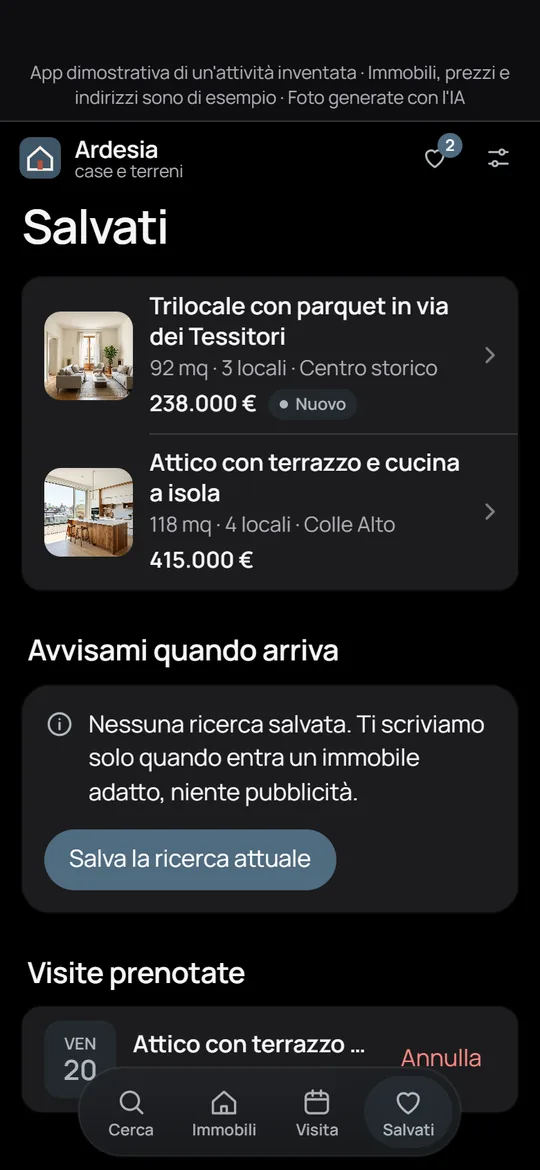 App dimostrativa di un'attività inventata · Immobili, prezzi e
indirizzi sono di esempio · Foto generate con l'IA
Ardesia
case e terreni
2
Salvati
Trilocale con parquet in via
dei Tessitori
92 mq · 3 locali · Centro storico
238.000 €
Nuovo
Attico con terrazzo e cucina
a isola
118 mq · 4 locali · Colle Alto
415.000 €
Avvisami quando arriva
Nessuna ricerca salvata. Ti scriviamo
solo quando entra un immobile
adatto, niente pubblicità.
Salva la ricerca attuale
Visite prenotate
VEN
20
Attico con terrazzo ...
Annulla
Cerca
Immobili
Visita
Salvati